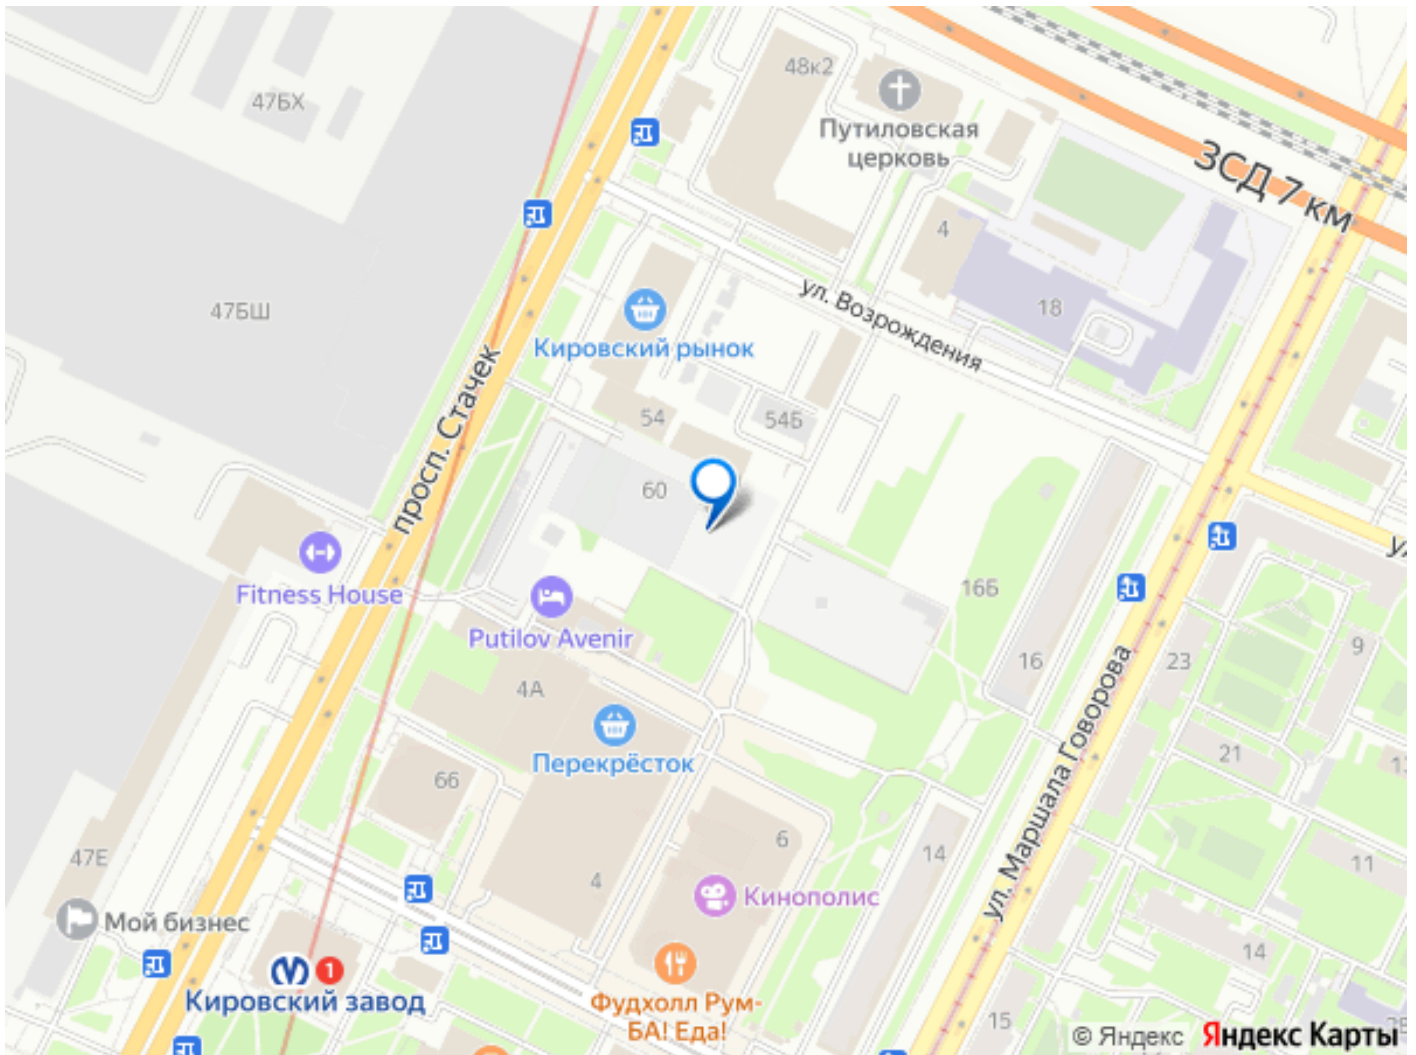 48к2
47БХ
Путиловская
церковь
ЗСД 7 км
4
47БШ
18
ул. Возрождения
Кировский рынок
просп. Стачек
54
54Б
60
Fitness House
16Б
Putilov Avenir
16
23
9
4А
Перекрёсток
ул. Маршала Говорова
21
66
6
14
11
47Е
4
Кинополис
Мой бизнес
14
1
Кировский завод
Фудхолл Рум-
БА! Еда!
15
© Яндекс Яндекс Карты